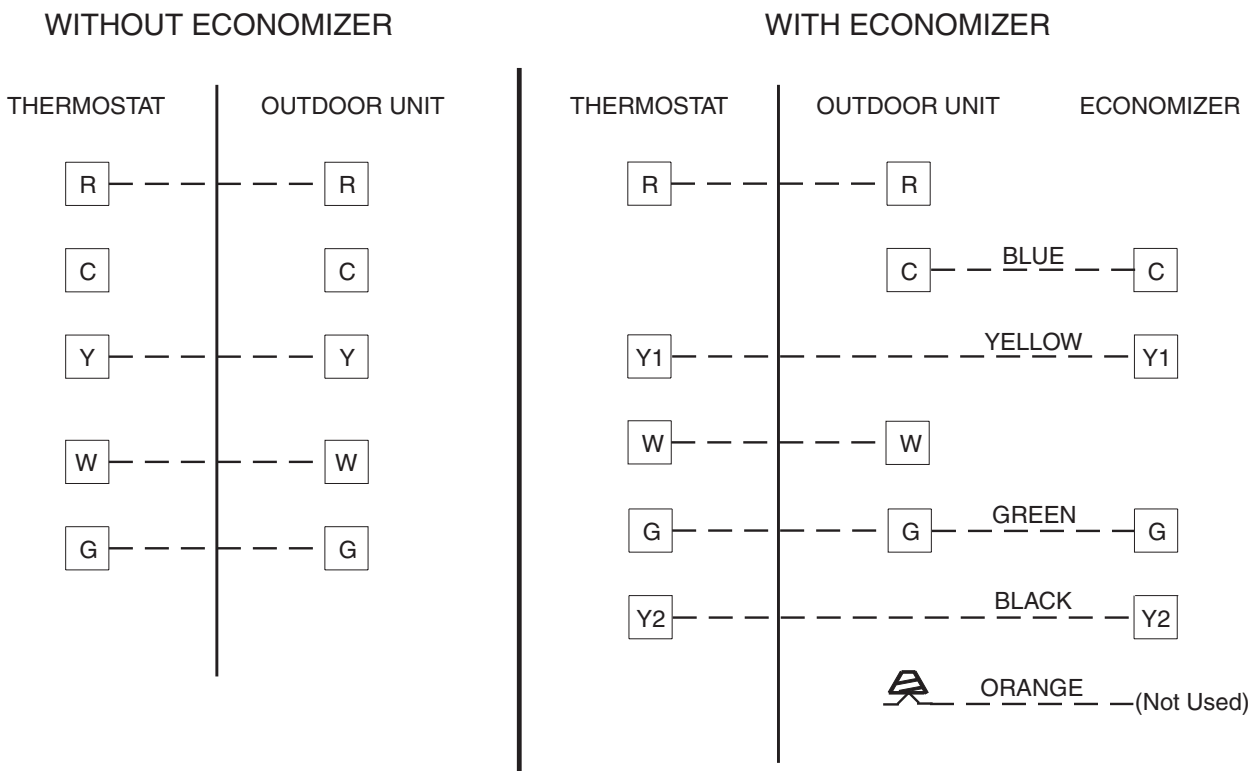 WITHOUT ECONOMIZER
THERMOSTAT OUTDOOR UNIT
R R
C C
Y Y
W W
G G
WITH ECONOMIZER
THERMOSTAT OUTDOOR UNIT ECONOMIZER
R R
C BLUE C
Y1 YELLOW Y1
W W
G G GREEN G
Y2 BLACK Y2
ORANGE (Not Used)